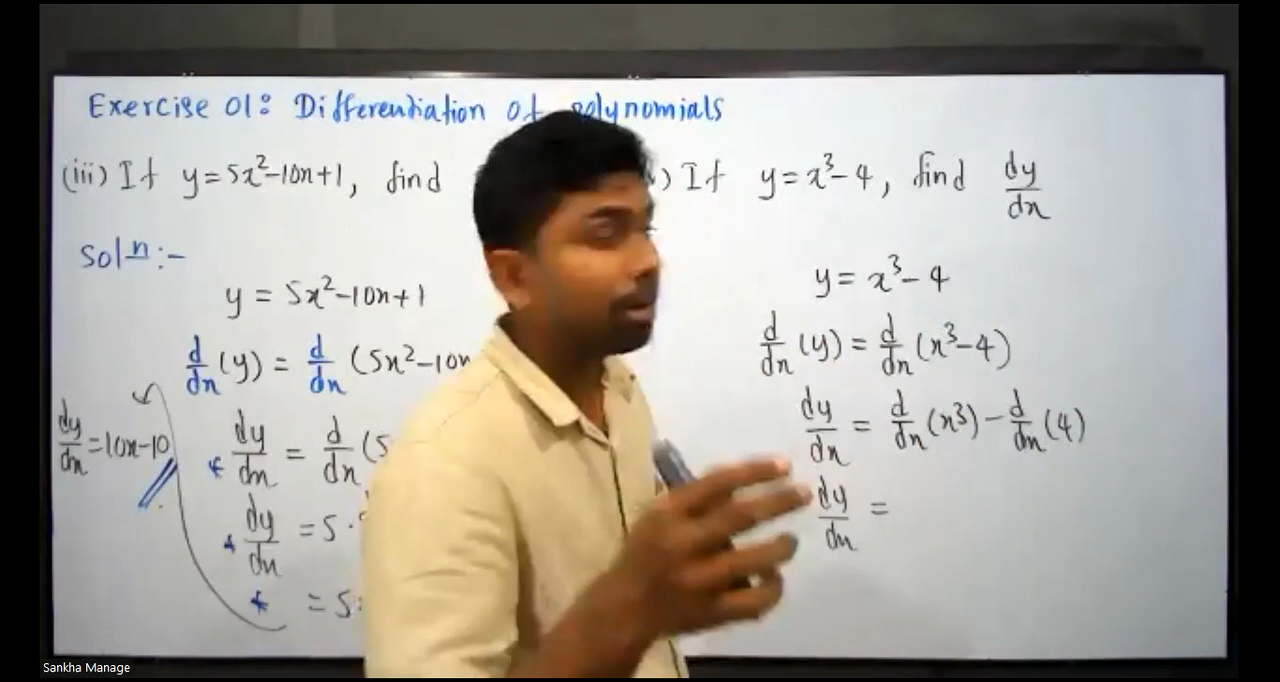 Exercise 01: Differentiation of polynomials
(iii) If y = 5x²-10x+1, find
Soln:-
y = 5x²-10x+1
d/dx (y) = d/dx (5x²-10x
dy/dx = d/dx (5
dy/dx = 5 ·
= 5
dy/dx = 10x-10
) If y = x³-4, find dy/dx
y = x³-4
d/dx (y) = d/dx (x³-4)
dy/dx = d/dx (x³) - d/dx (4)
dy/dx =
Sankha Manage